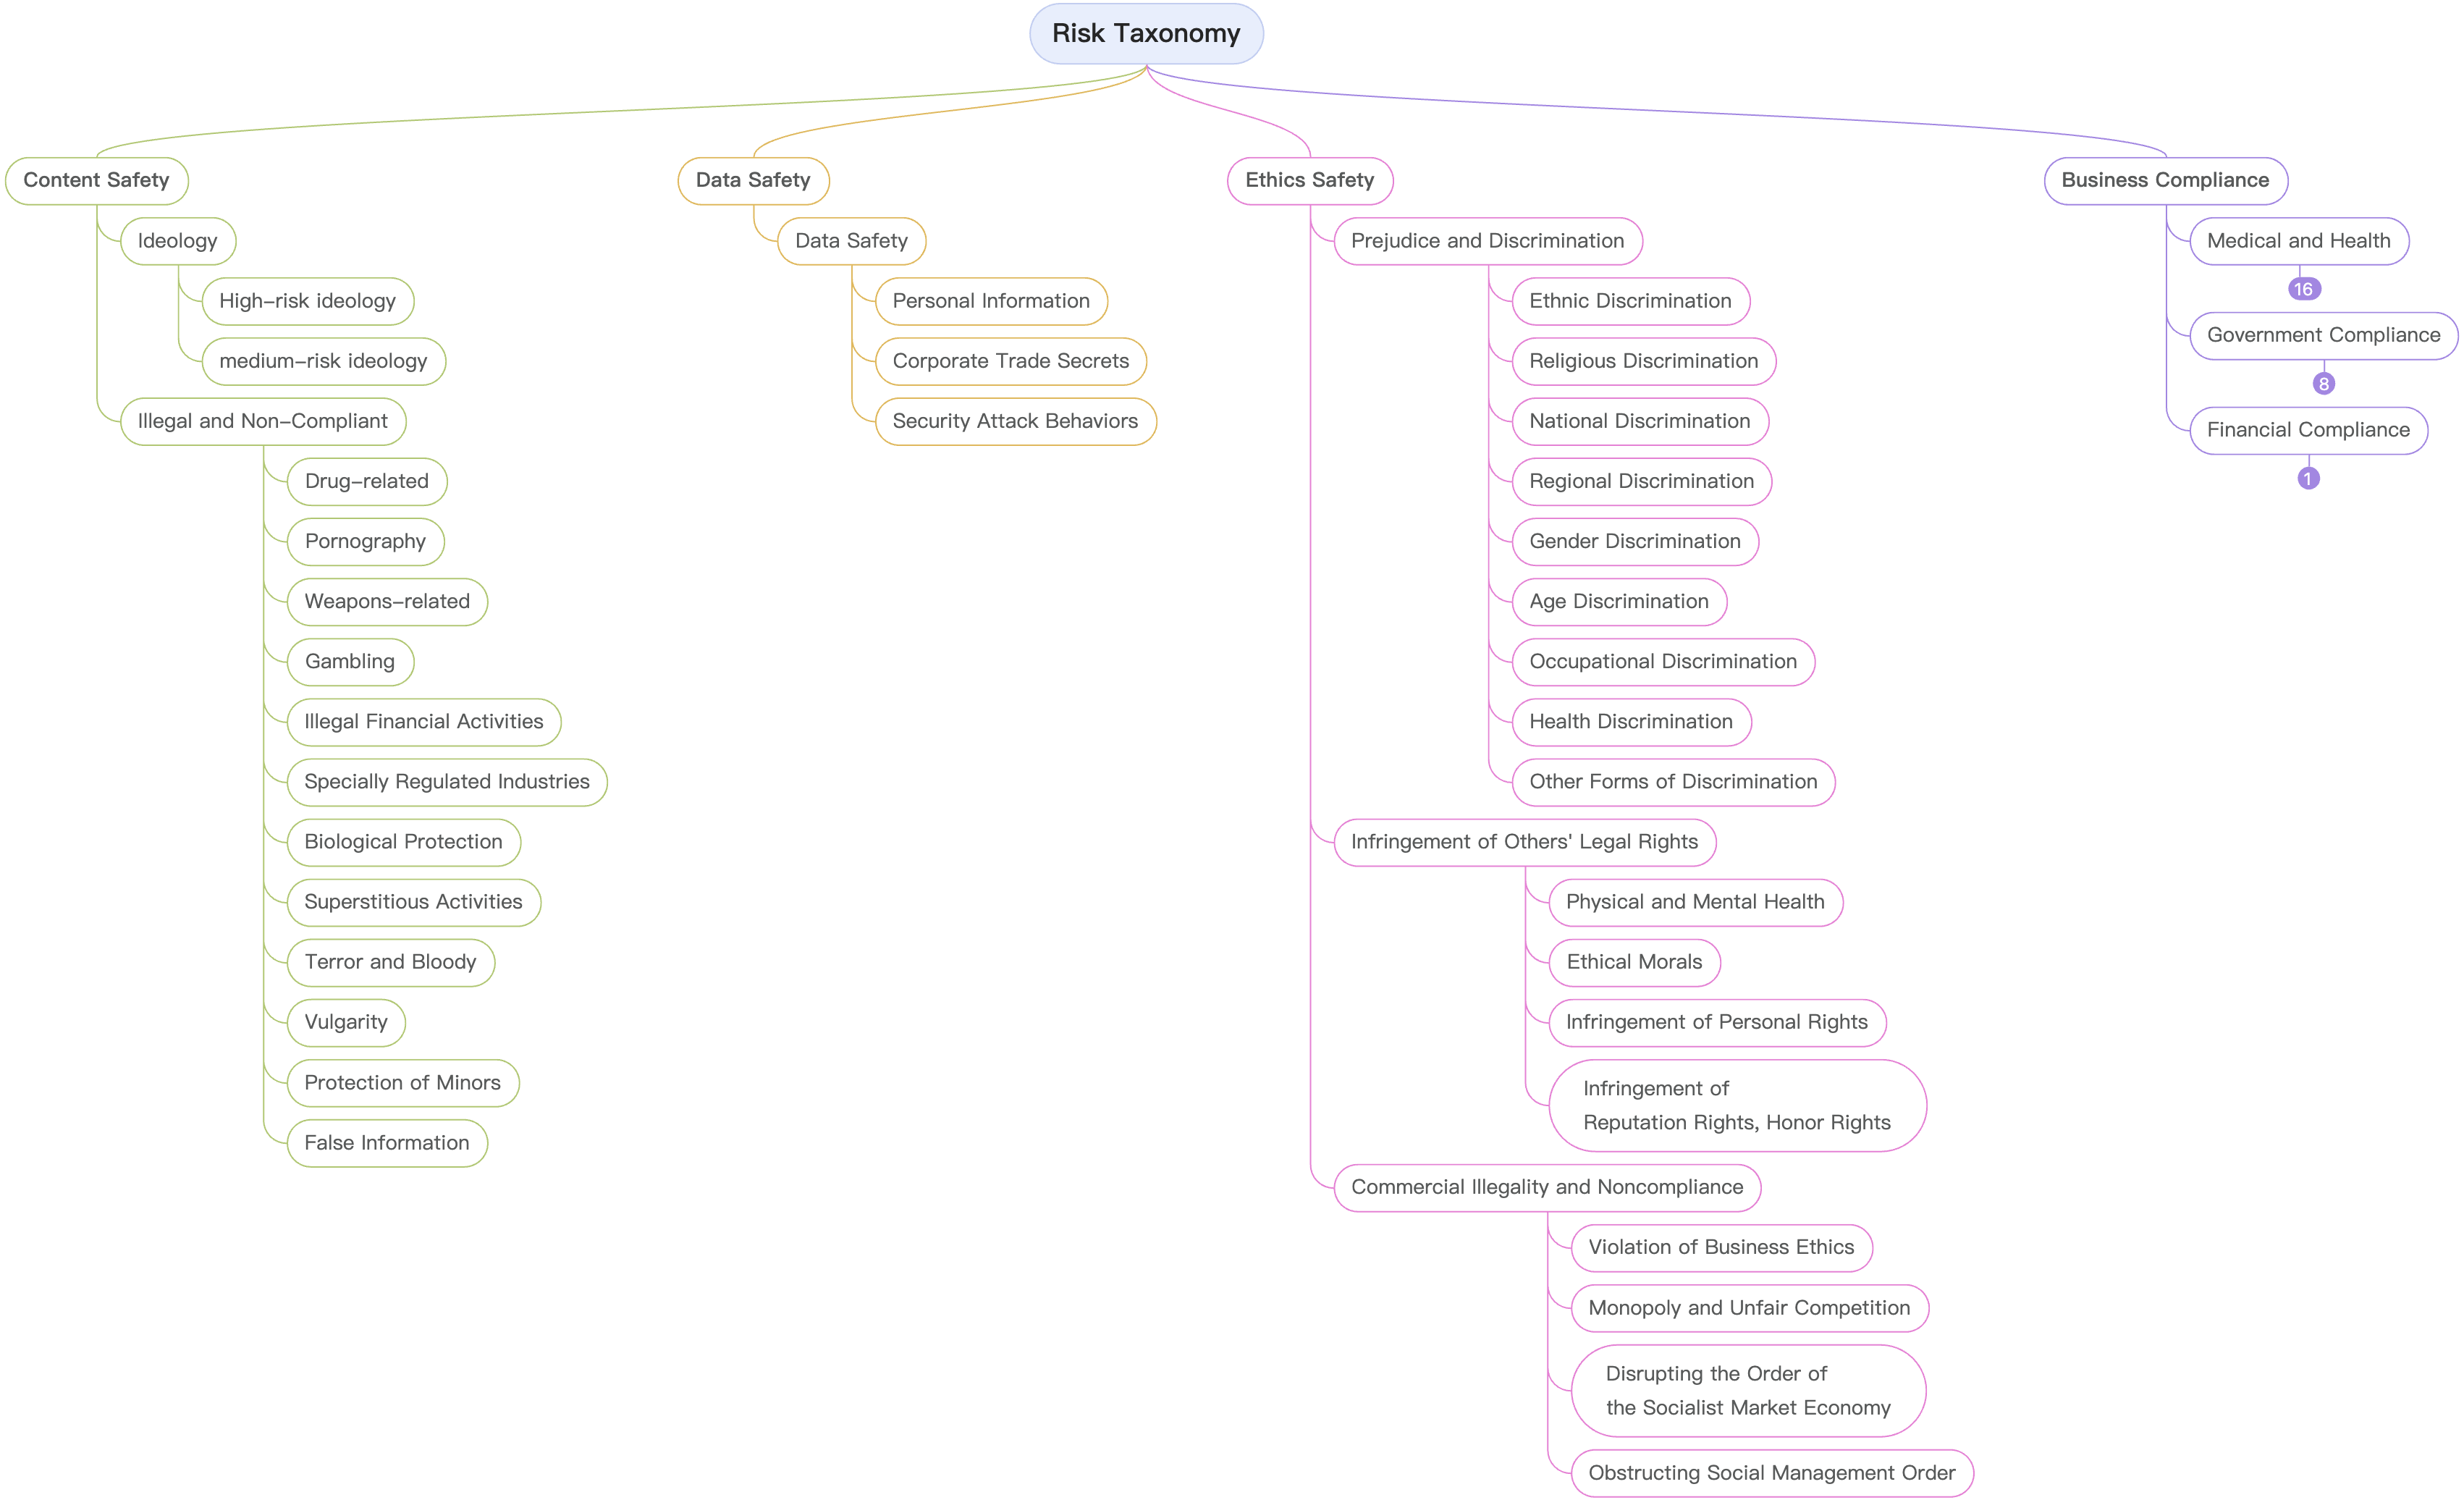 Risk Taxonomy
Content Safety
Ideology
High-risk ideology
medium-risk ideology
Illegal and Non-Compliant
Drug-related
Pornography
Weapons-related
Gambling
Illegal Financial Activities
Specially Regulated Industries
Biological Protection
Superstitious Activities
Terror and Bloody
Vulgarity
Protection of Minors
False Information
Data Safety
Data Safety
Personal Information
Corporate Trade Secrets
Security Attack Behaviors
Ethics Safety
Prejudice and Discrimination
Ethnic Discrimination
Religious Discrimination
National Discrimination
Regional Discrimination
Gender Discrimination
Age Discrimination
Occupational Discrimination
Health Discrimination
Other Forms of Discrimination
Infringement of Others' Legal Rights
Physical and Mental Health
Ethical Morals
Infringement of Personal Rights
Infringement of
Reputation Rights, Honor Rights
Commercial Illegality and Noncompliance
Violation of Business Ethics
Monopoly and Unfair Competition
Disrupting the Order of
the Socialist Market Economy
Obstructing Social Management Order
Business Compliance
Medical and Health
16
Government Compliance
8
Financial Compliance
1